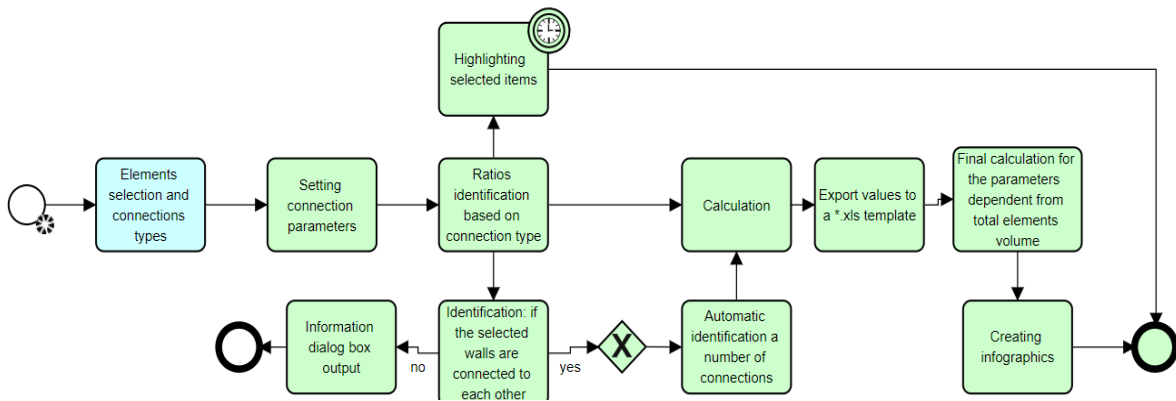 Highlighting
selected items
Elements
selection and
connections
types
Setting
connection
parameters
Ratios
identification
based on
connection type
Calculation
Export values to
a *.xls template
Final calculation for
the parameters
dependent from
total elements
volume
Information
dialog box
output
no
Identification: if
the selected
walls are
connected to
each other
yes
X
Automatic
identification a
number of
connections
Creating
infographics